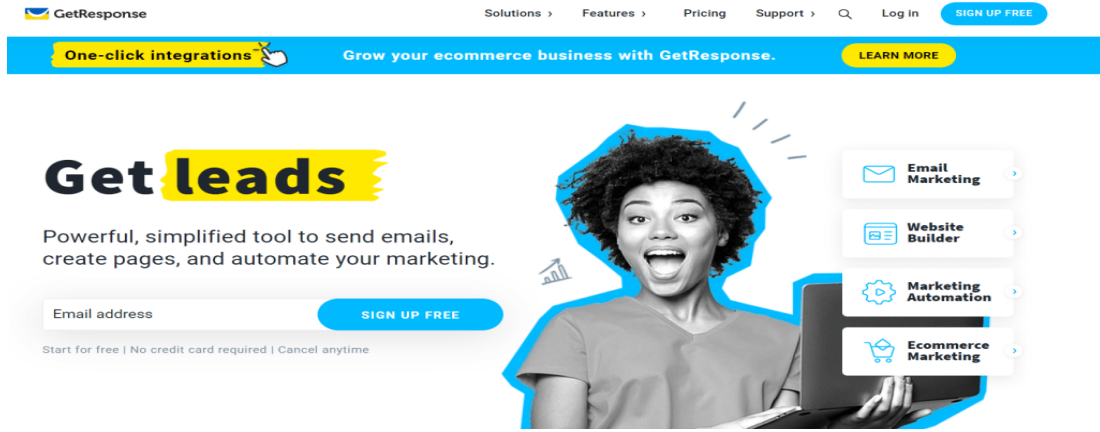 GetResponse
Solutions
Features
Pricing
Support
Log in
SIGN UP FREE
One-click integrations
Grow your ecommerce business with GetResponse.
LEARN MORE
Get leads
Powerful, simplified tool to send emails,
create pages, and automate your marketing.
Email address
SIGN UP FREE
Start for free | No credit card required | Cancel anytime
Email
Marketing
Website
Builder
Marketing
Automation
Ecommerce
Marketing